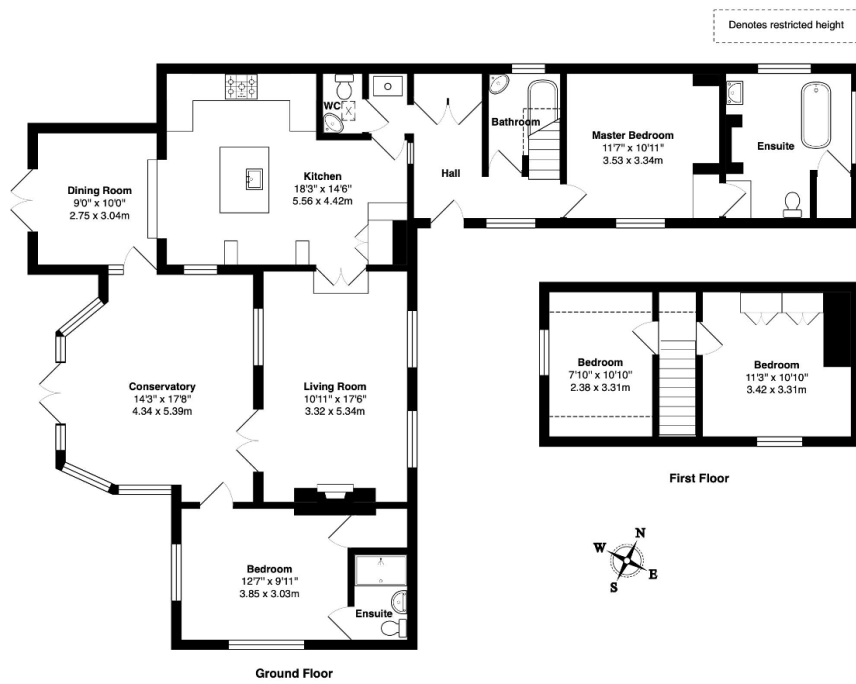 Denotes restricted height
WC
Bathroom
Master Bedroom
11'7" x 10'11"
3.53 x 3.34m
Ensuite
Kitchen
18'3" x 14'6"
5.56 x 4.42m
Hall
Dining Room
9'0" x 10'0"
2.75 x 3.04m
Conservatory
14'3" x 17'8"
4.34 x 5.39m
Living Room
10'11" x 17'6"
3.32 x 5.34m
Bedroom
7'10" x 10'10"
2.38 x 3.31m
Bedroom
11'3" x 10'10"
3.42 x 3.31m
First Floor
N
W
E
S
Bedroom
12'7" x 9'11"
3.85 x 3.03m
Ensuite
Ground Floor